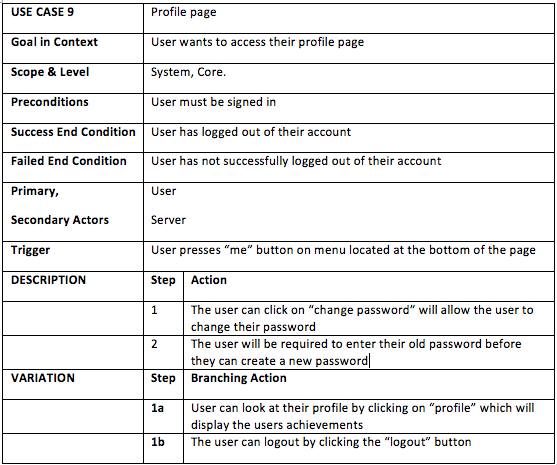 USE CASE 9 Profile page
Goal in Context User wants to access their profile page
Scope & Level System, Core.
Preconditions User must be signed in
Success End Condition User has logged out of their account
Failed End Condition User has not successfully logged out of their account
Primary, User
Secondary Actors Server
Trigger User presses “me” button on menu located at the bottom of the page
DESCRIPTION Step Action
1 The user can click on “change password” will allow the user to
change their password
2 The user will be required to enter their old password before
they can create a new password
VARIATION Step Branching Action
1a User can look at their profile by clicking on “profile” which will
display the users achievements
1b The user can logout by clicking the “logout” button